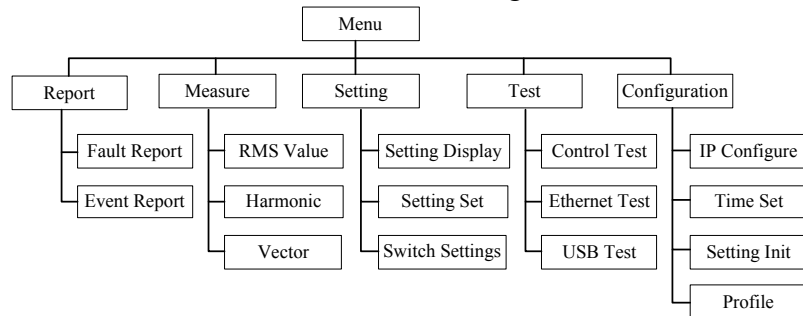 Menu
Report
Measure
Setting
Test
Configuration
Fault Report
RMS Value
Setting Display
Control Test
IP Configure
Event Report
Harmonic
Setting Set
Ethernet Test
Time Set
Vector
Switch Settings
USB Test
Setting Init
Profile